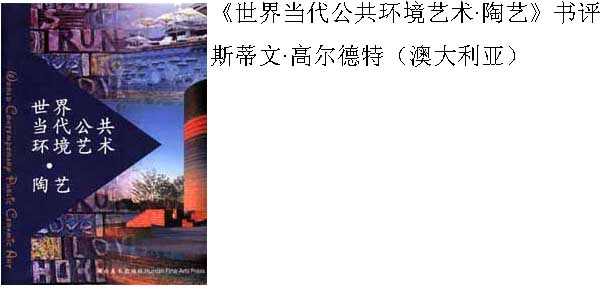 《世界当代公共环境艺术·陶艺》书评
斯蒂文·高尔德特（澳大利亚）
世界
当代公共
环境艺术
·
陶艺
World Contemporary Public Ceramic Art
湖南美术出版社 Hunan Fine Arts Press